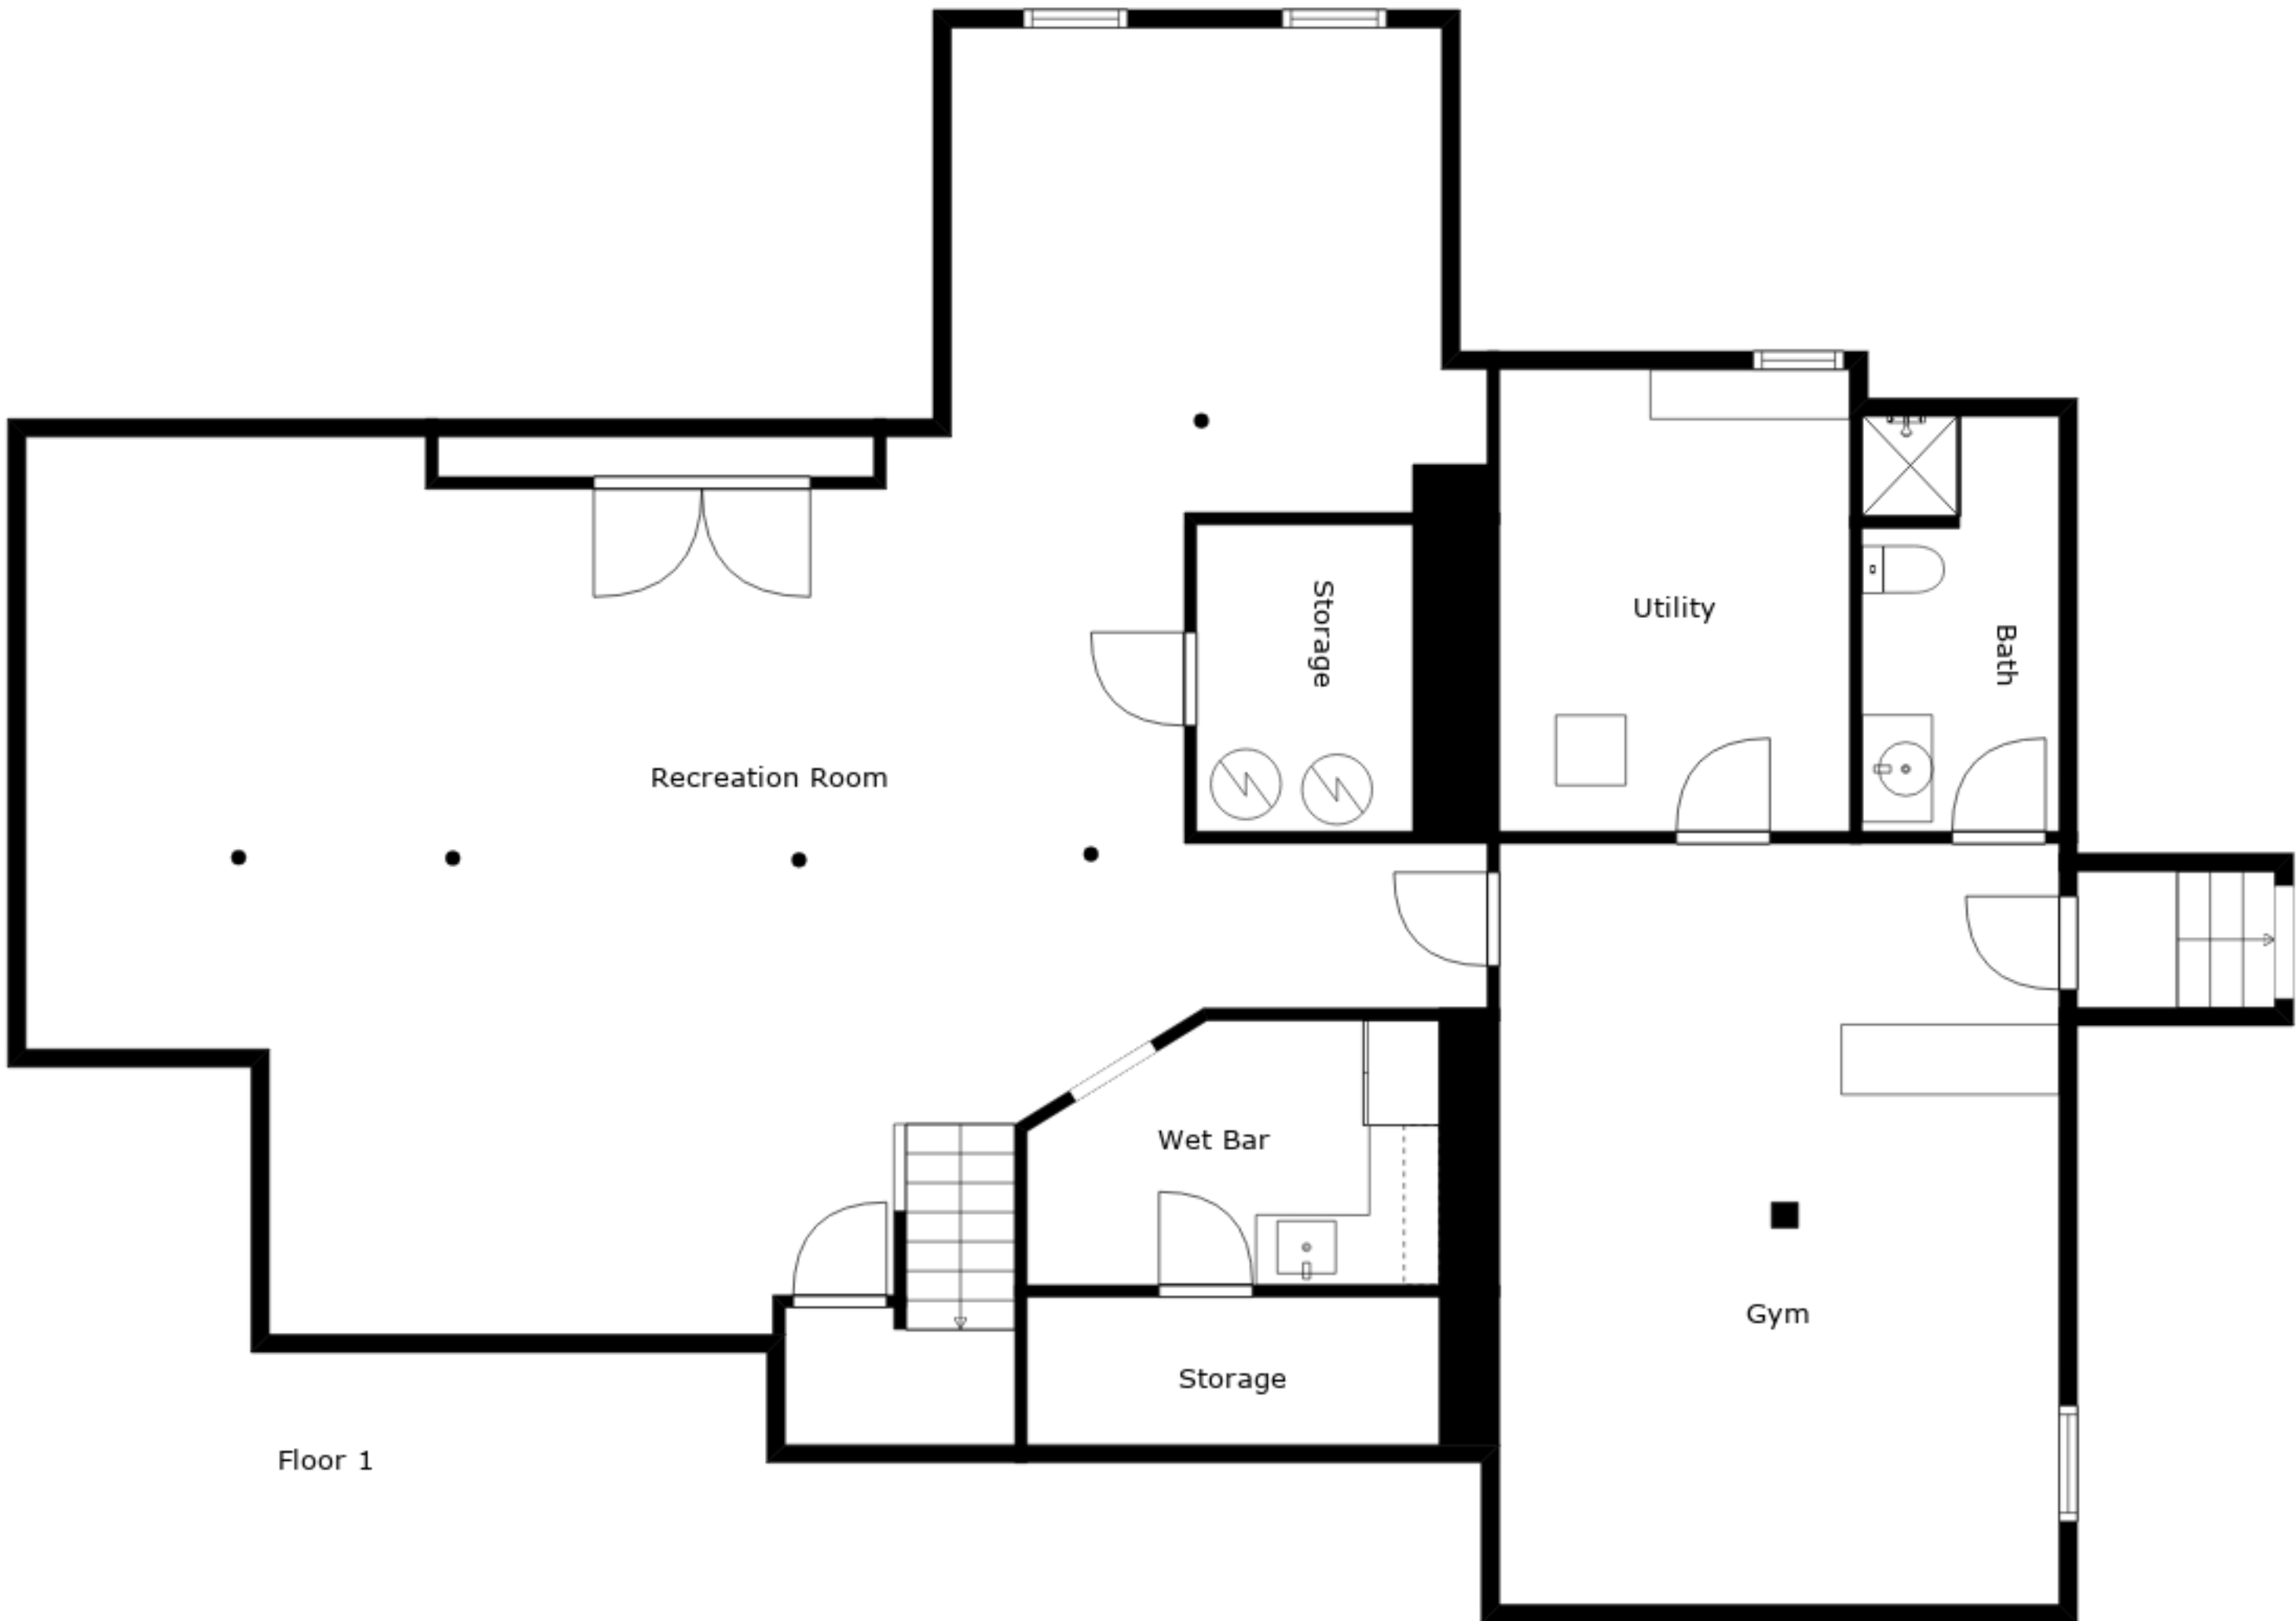 Storage
Utility
Bath
Recreation Room
Wet Bar
Gym
Storage
Floor 1